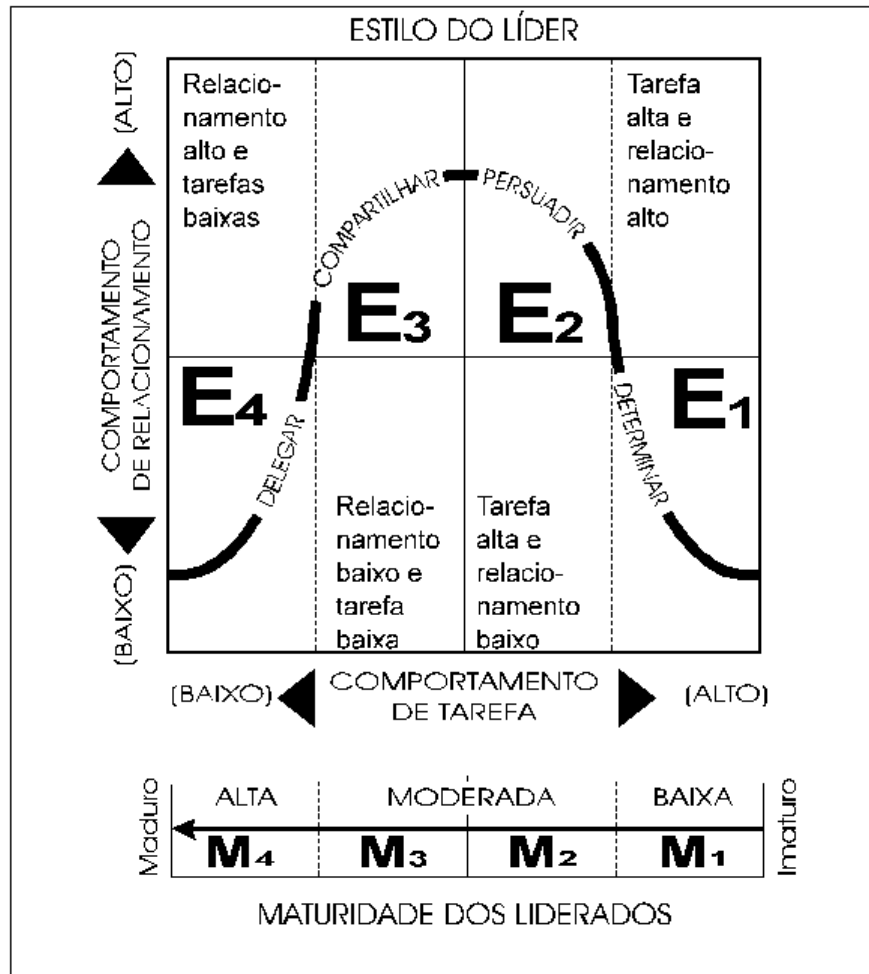 ESTILO DO LÍDER
(ALTO)
COMPORTAMENTO
DE RELACIONAMENTO
(BAIXO)
Relacio-
namento
alto e
tarefas
baixas
Tarefa
alta e
relacio-
namento
alto
COMPARTILHAR
PERSUADIR
E3
E2
E4
E1
DELEGAR
DETERMINAR
Relacio-
namento
baixo e
tarefa
baixa
Tarefa
alta e
relacio-
namento
baixo
(BAIXO)
COMPORTAMENTO
DE TAREFA
(ALTO)
Maduro
ALTA
MODERADA
BAIXA
Imaturo
M4
M3
M2
M1
MATURIDADE DOS LIDERADOS